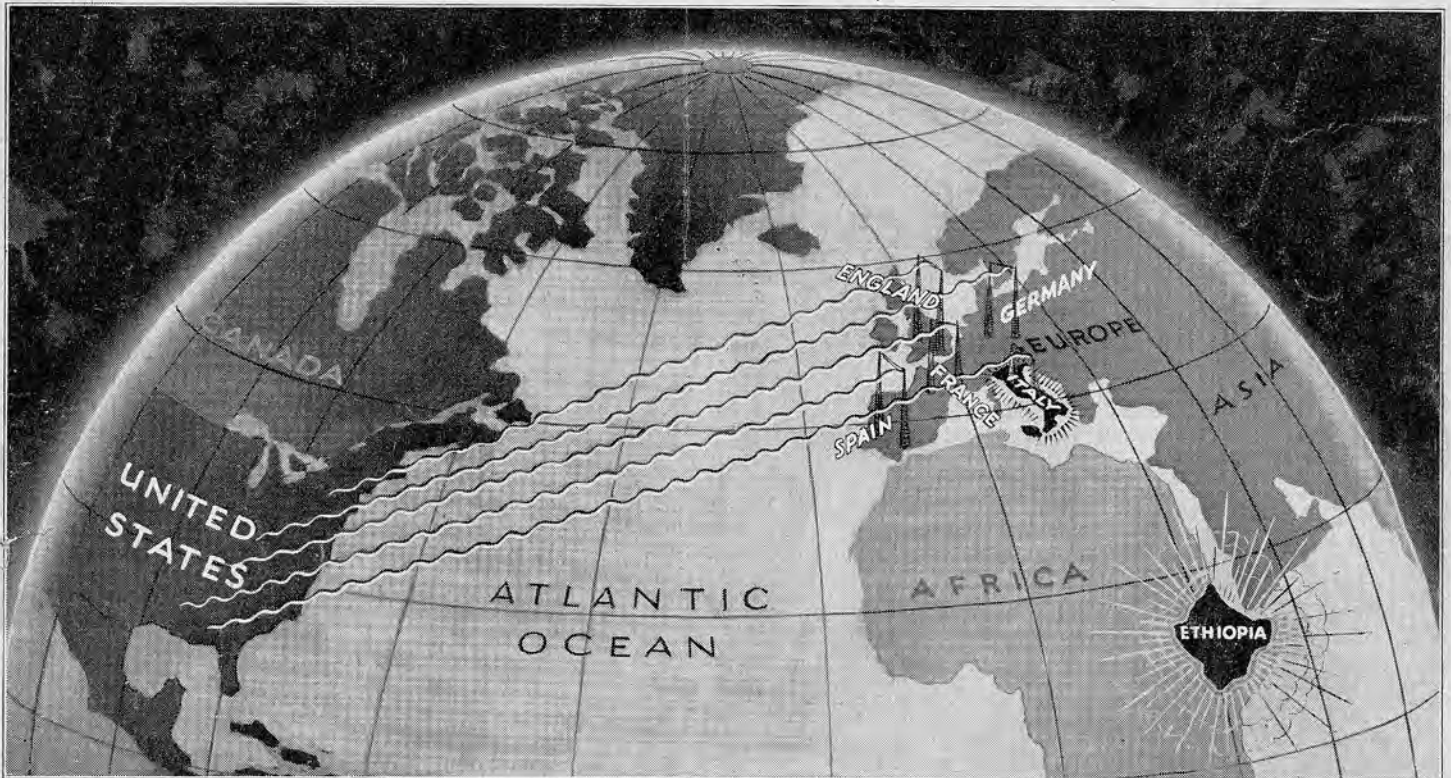 CANADA
UNITED
STATES
ATLANTIC
OCEAN
ENGLAND
GERMANY
EUROPE
FRANCE
ITALY
SPAIN
ASIA
AFRICA
ETHIOPIA